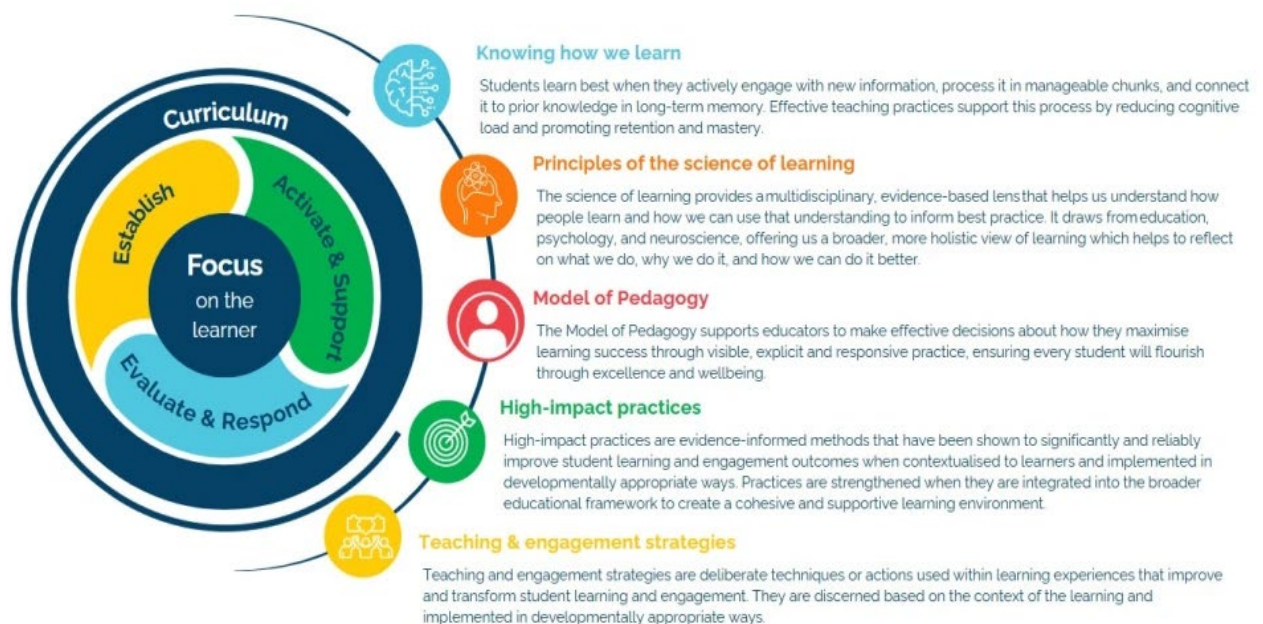 Curriculum
Establish
Activate & Support
Evaluate & Respond
Focus
on the
learner
Knowing how we learn
Students learn best when they actively engage with new information, process it in manageable chunks, and connect
it to prior knowledge in long-term memory. Effective teaching practices support this process by reducing cognitive
load and promoting retention and mastery.
Principles of the science of learning
The science of learning provides a multidisciplinary, evidence-based lens that helps us understand how
people learn and how we can use that understanding to inform best practice. It draws from education,
psychology, and neuroscience, offering us a broader, more holistic view of learning which helps to reflect
on what we do, why we do it, and how we can do it better.
Model of Pedagogy
The Model of Pedagogy supports educators to make effective decisions about how they maximise
learning success through visible, explicit and responsive practice, ensuring every student will flourish
through excellence and wellbeing.
High-impact practices
High-impact practices are evidence-informed methods that have been shown to significantly and reliably
improve student learning and engagement outcomes when contextualised to learners and implemented in
developmentally appropriate ways. Practices are strengthened when they are integrated into the broader
educational framework to create a cohesive and supportive learning environment.
Teaching & engagement strategies
Teaching and engagement strategies are deliberate techniques or actions used within learning experiences that improve
and transform student learning and engagement. They are discerned based on the context of the learning and
implemented in developmentally appropriate ways.